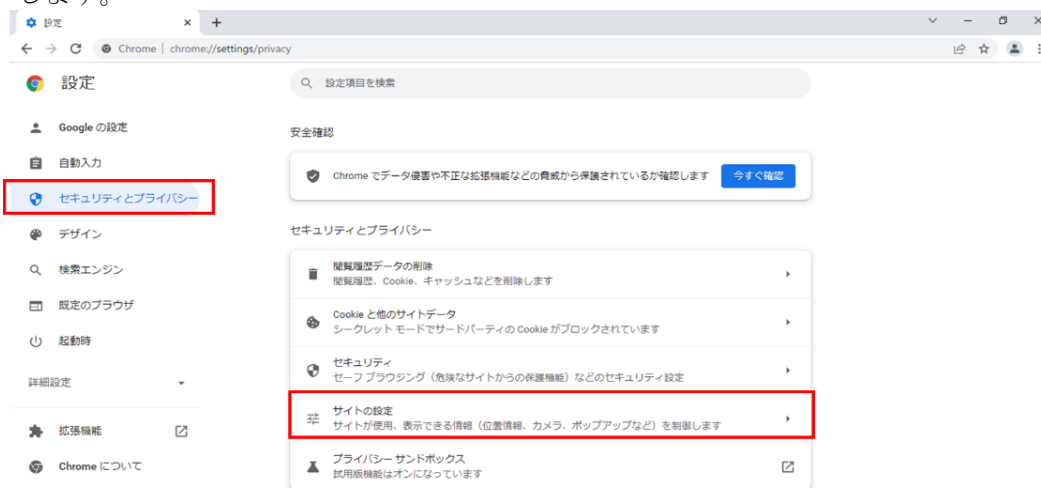 します。
設定
Chrome | chrome://settings/privacy
設定
設定項目を検索
Google の設定
自動入力
セキュリティとプライバシー
デザイン
検索エンジン
既定のブラウザ
起動時
詳細設定
拡張機能
Chrome について
安全確認
Chrome でデータ侵害や不正な拡張機能などの脅威から保護されているか確認します
今すぐ確認
セキュリティとプライバシー
閲覧履歴データの削除
閲覧履歴、Cookie、キャッシュなどを削除します
Cookie と他のサイトデータ
シークレット モードでサードパーティの Cookie がブロックされています
セキュリティ
セーフ ブラウジング（危険なサイトからの保護機能）などのセキュリティ設定
サイトの設定
サイトが使用、表示できる情報（位置情報、カメラ、ポップアップなど）を制御します
プライバシー サンドボックス
試用版機能はオンになっています